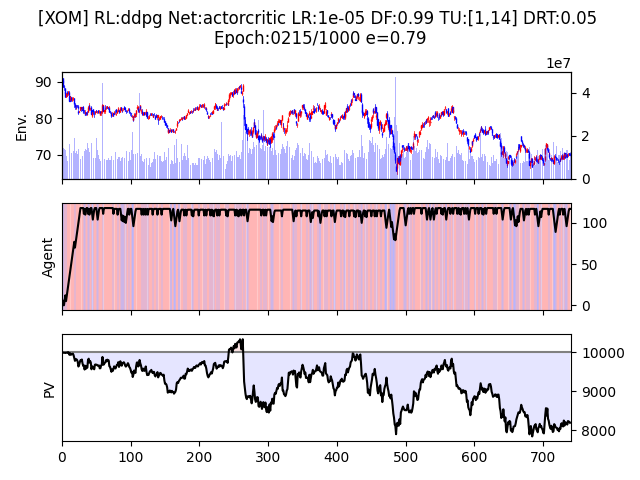 [XOM] RL:ddpg Net:actorcritic LR:1e-05 DF:0.99 TU:[1,14] DRT:0.05
Epoch:0215/1000 e=0.79
1e7
90
80
70
Env.
4
2
0
Agent
100
50
0
PV
10000
9000
8000
0 100 200 300 400 500 600 700